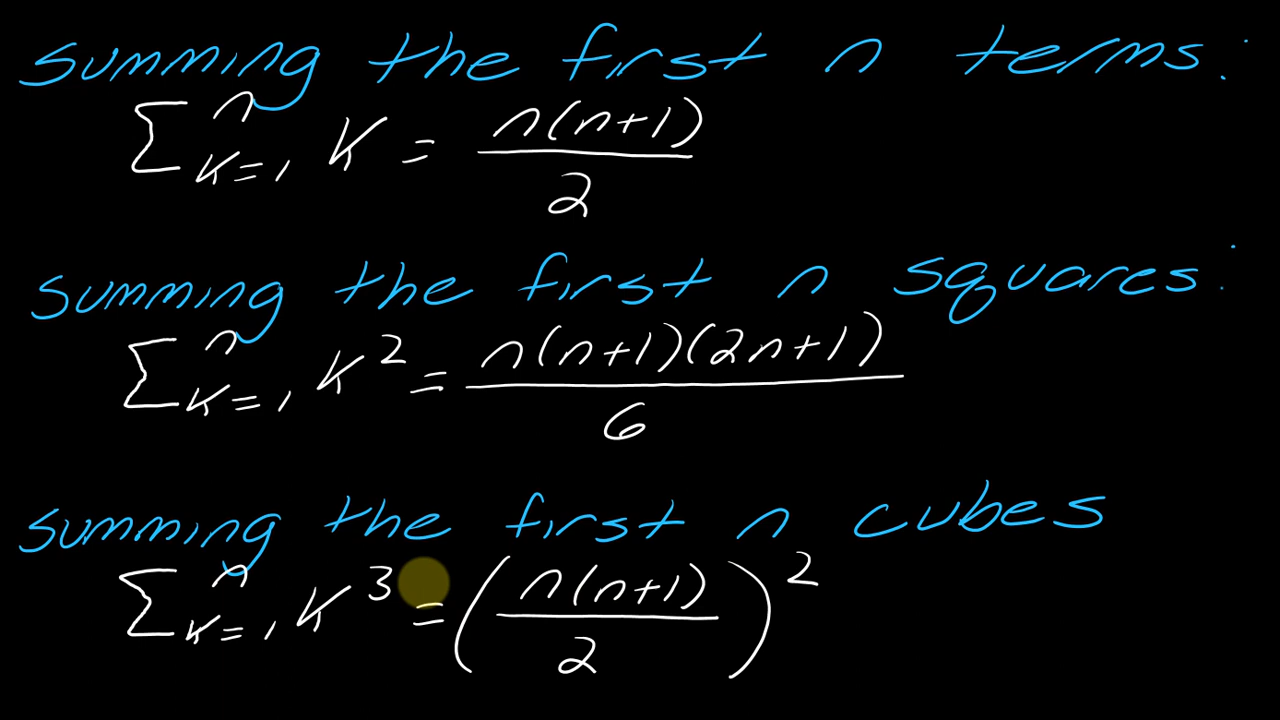 summing the first n terms:
∑ⁿₖ₌₁ K = n(n+1)/2
summing the first n squares:
∑ⁿₖ₌₁ K² = n(n+1)(2n+1)/6
summing the first n cubes
∑ⁿₖ₌₁ K³ = (n(n+1)/2)²